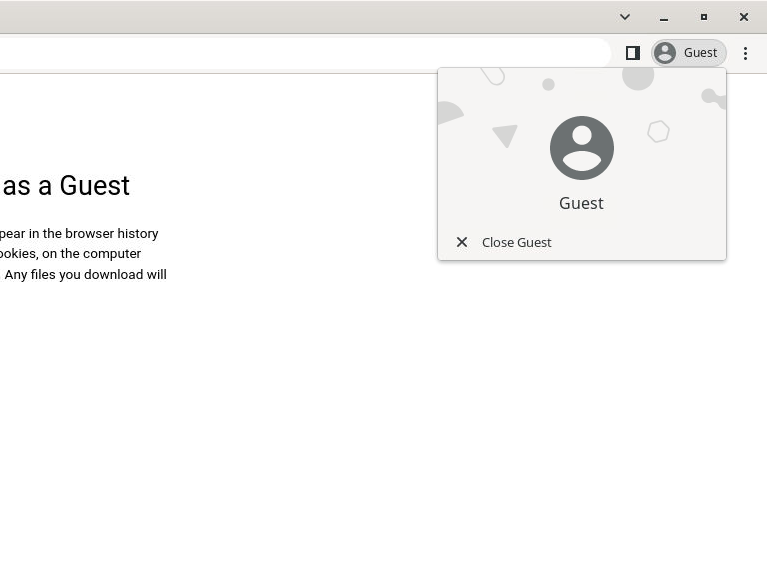 Guest
Guest
Close Guest
as a Guest
pear in the browser history
ookies, on the computer
. Any files you download will